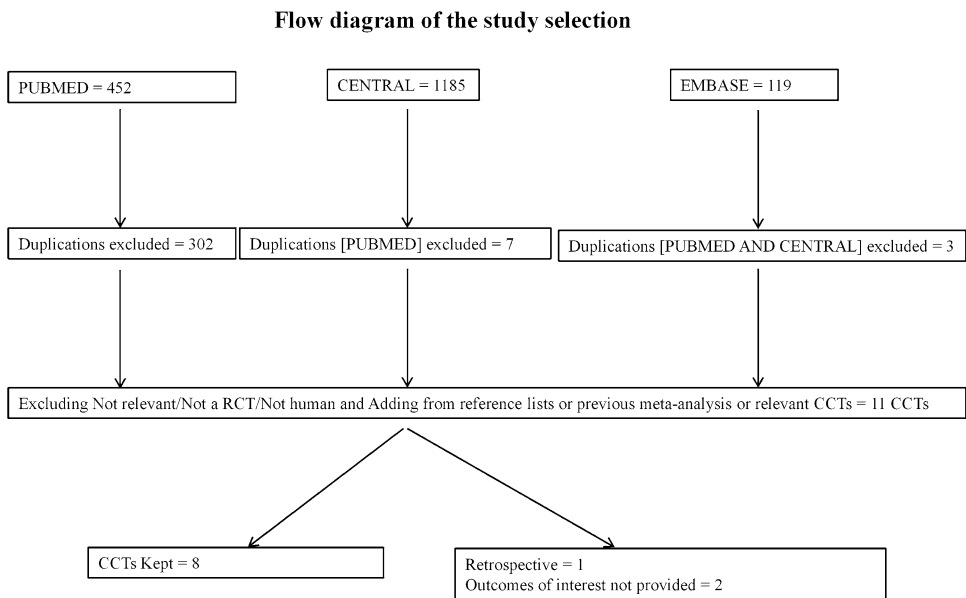 Flow diagram of the study selection
PUBMED = 452
CENTRAL = 1185
EMBASE = 119
Duplications excluded = 302
Duplications [PUBMED] excluded = 7
Duplications [PUBMED AND CENTRAL] excluded = 3
Excluding Not relevant/Not a RCT/Not human and Adding from reference lists or previous meta-analysis or relevant CCTs = 11 CCTs
CCTs Kept = 8
Retrospective = 1
Outcomes of interest not provided = 2